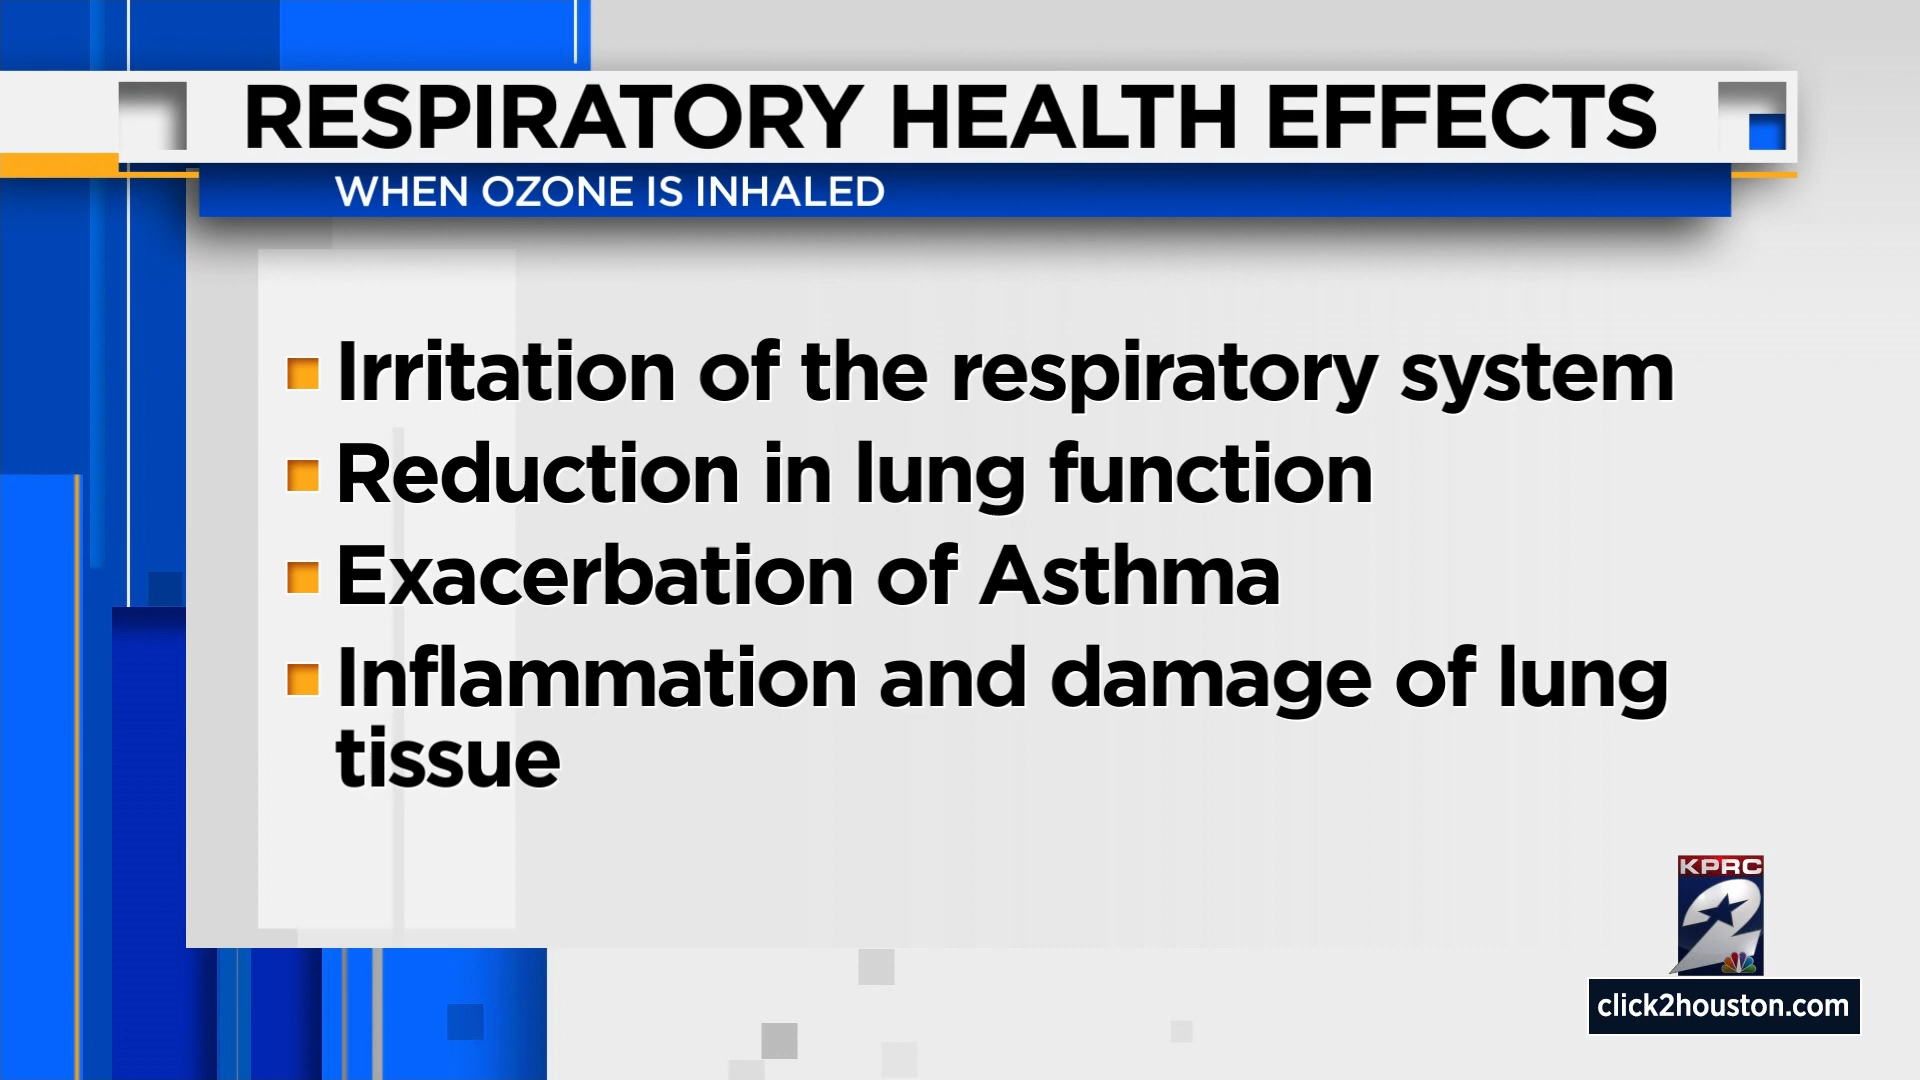 RESPIRATORY HEALTH EFFECTS
WHEN OZONE IS INHALED
Irritation of the respiratory system
Reduction in lung function
Exacerbation of Asthma
Inflammation and damage of lung
tissue
KPRC
2
click2houston.com